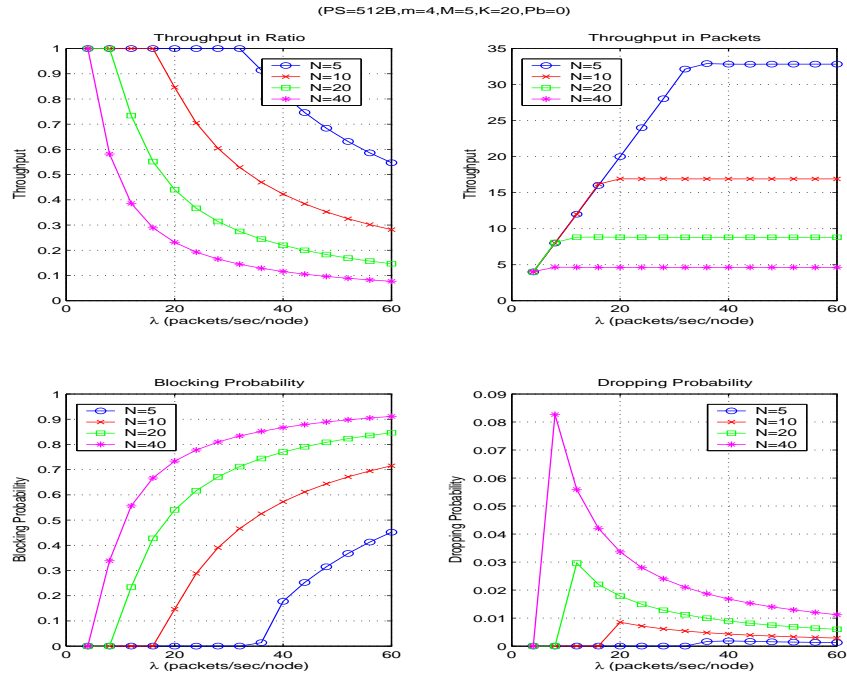 (PS=512B,m=4,M=5,K=20,Pb=0)
Throughput in Ratio
1
0.9
0.8
0.7
0.6
0.5
0.4
0.3
0.2
0.1
0
Throughput
0 20 40 60
λ (packets/sec/node)
N=5
N=10
N=20
N=40
Throughput in Packets
35
30
25
20
15
10
5
0
Throughput
0 20 40 60
λ (packets/sec/node)
N=5
N=10
N=20
N=40
Blocking Probability
1
0.9
0.8
0.7
0.6
0.5
0.4
0.3
0.2
0.1
0
Blocking Probability
0 20 40 60
λ (packets/sec/node)
N=5
N=10
N=20
N=40
Dropping Probability
0.09
0.08
0.07
0.06
0.05
0.04
0.03
0.02
0.01
0
Dropping Probability
0 20 40 60
λ (packets/sec/node)
N=5
N=10
N=20
N=40